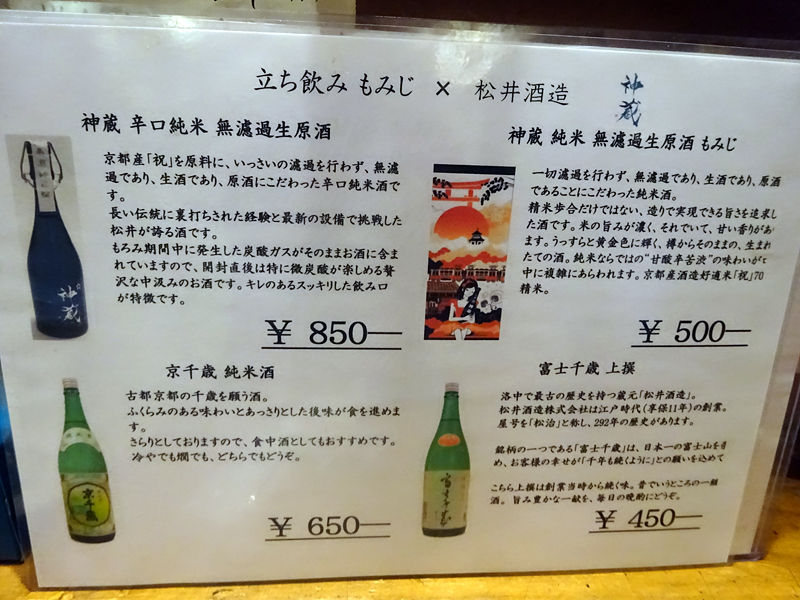 立ち飲み もみじ × 松井酒造
神蔵
神蔵 辛口純米 無濾過生原酒
京都産「祝」を原料に、いっさいの濾過を行わず、無濾
過であり、生酒であり、原酒にこだわった辛口純米酒で
す。
長い伝統に裏打ちされた経験と最新の設備で挑戦した
松井が誇る酒です。
もろみ期間中に発生した炭酸ガスがそのままお酒に含ま
れていますので、開封直後は特に微炭酸が楽しめる贅
沢な中汲みのお酒です。キレのあるスッキリした飲み口
が特徴です。
¥ 850―
神蔵
神蔵 純米 無濾過生原酒 もみじ
一切濾過を行わず、無濾過であり、生酒であり、原酒
であることにこだわった純米酒。
精米歩合だけではない、造りで実現できる旨さを追求し
た酒です。米の旨みが濃く、それでいて、甘い香りがあ
ます。うっすらと黄金色に輝く、樽からそのままの、生まれ
たての酒。純米ならではの“甘酸辛苦渋”の味わいが
中に複雑にあらわれます。京都産酒造好適米「祝」70
精米。
¥ 500―
京千歳 純米酒
古都京都の千歳を願う酒。
ふくらみのある味わいとあっさりとした後味が食を進めま
す。
さらりとしておりますので、食中酒としてもおすすめです。
冷やでも燗でも、どちらでもどうぞ。
京千歳
¥ 650―
富士千歳 上撰
洛中で最古の歴史を持つ蔵元「松井酒造」。
松井酒造株式会社は江戸時代(享保11年)の創業。
屋号を「松治」と称し、292年の歴史があります。
銘柄の一つである「富士千歳」は、日本一の富士山を
め、お客様の幸せが「千年も続くように」との願いを込めて
こちら上撰は創業当時から続く味。昔でいうところの一級
酒。旨み豊かな一献を、毎日の晩酌にどうぞ。
富士千歳
¥ 450―